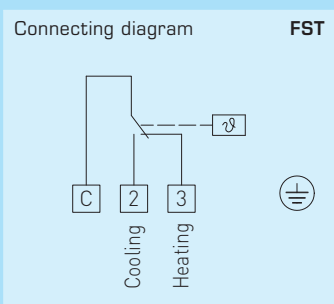 Connecting diagram FST
ϑ
C 2 3
Cooling
Heating